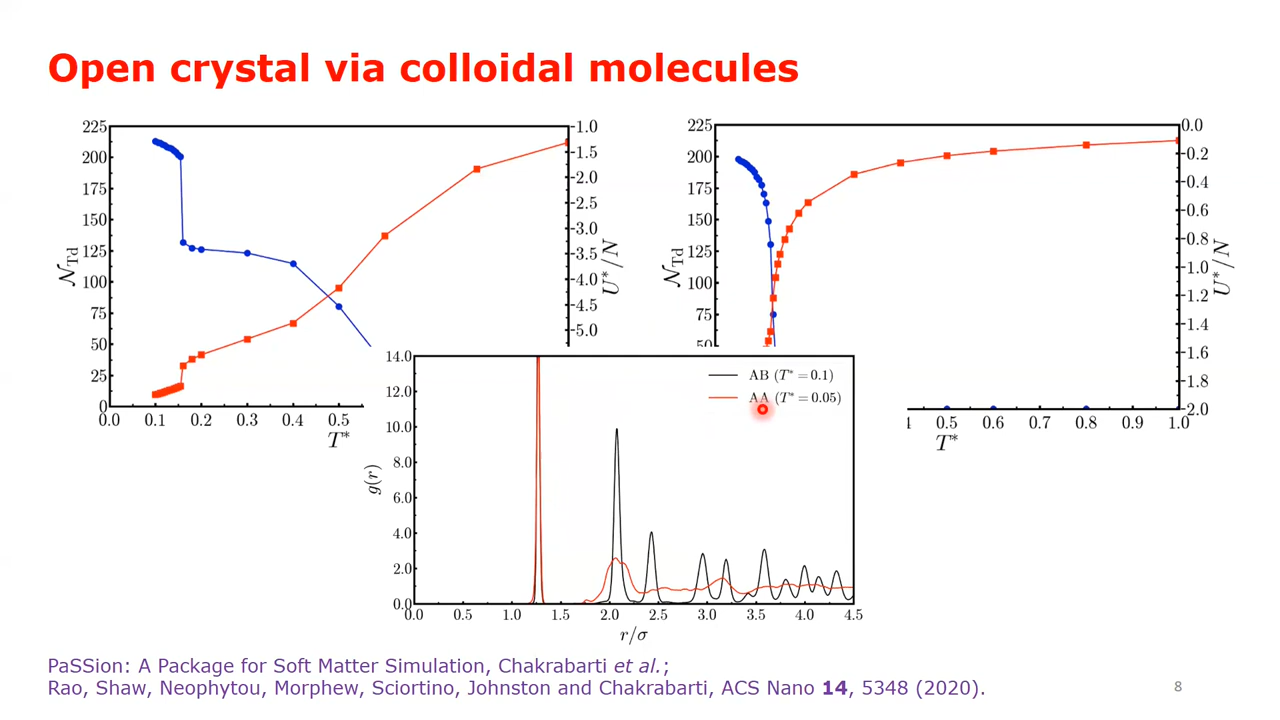 Open crystal via colloidal molecules
225
200
175
150
125
100
75
50
25
0
0.0 0.1 0.2 0.3 0.4 0.5
T*
𝒩Td
-1.0
-1.5
-2.0
-2.5
-3.0
-3.5
-4.0
-4.5
-5.0
U*/N
225
200
175
150
125
100
75
50
𝒩Td
0.0
-0.2
-0.4
-0.6
-0.8
-1.0
-1.2
-1.4
-1.6
-1.8
-2.0
U*/N
0.5 0.6 0.7 0.8 0.9 1.0
T*
14.0
12.0
10.0
8.0
6.0
4.0
2.0
0.0
g(r)
AB (T* = 0.1)
AA (T* = 0.05)
0.0 0.5 1.0 1.5 2.0 2.5 3.0 3.5 4.0 4.5
r/σ
PaSSion: A Package for Soft Matter Simulation, Chakrabarti et al.;
Rao, Shaw, Neophytou, Morphew, Sciortino, Johnston and Chakrabarti, ACS Nano 14, 5348 (2020).
8